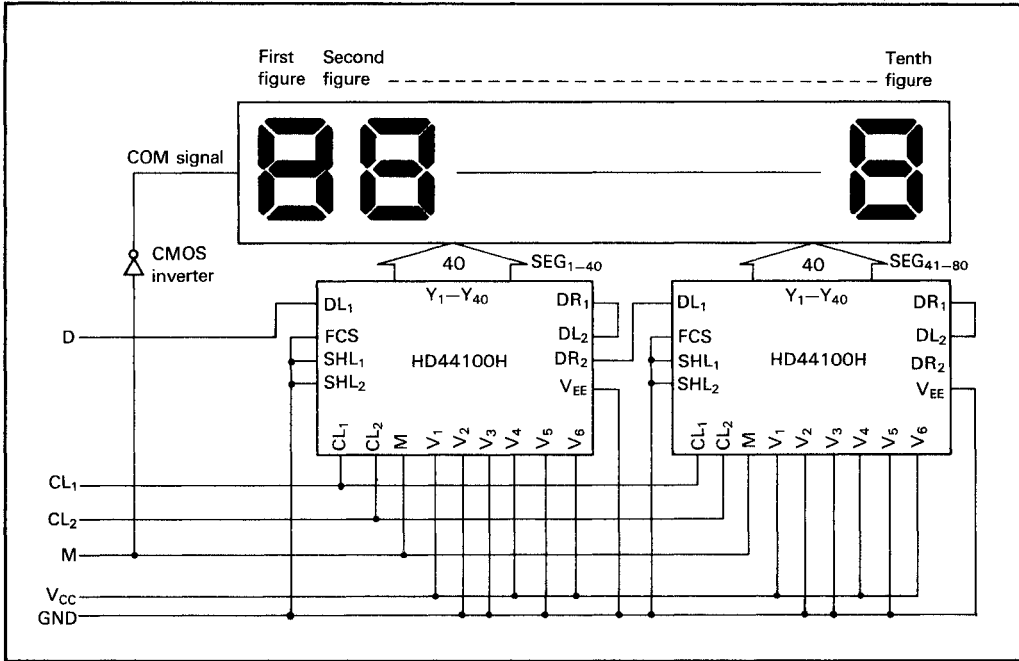 First figure
Second figure
Tenth figure
COM signal
CMOS inverter
40
SEG1–40
40
SEG41–80
D
DL1
FCS
SHL1
SHL2
Y1–Y40
HD44100H
DR1
DL2
DR2
VEE
CL1
CL2
M
V1
V2
V3
V4
V5
V6
DL1
FCS
SHL1
SHL2
Y1–Y40
HD44100H
DR1
DL2
DR2
VEE
CL1
CL2
M
V1
V2
V3
V4
V5
V6
CL1
CL2
M
VCC
GND